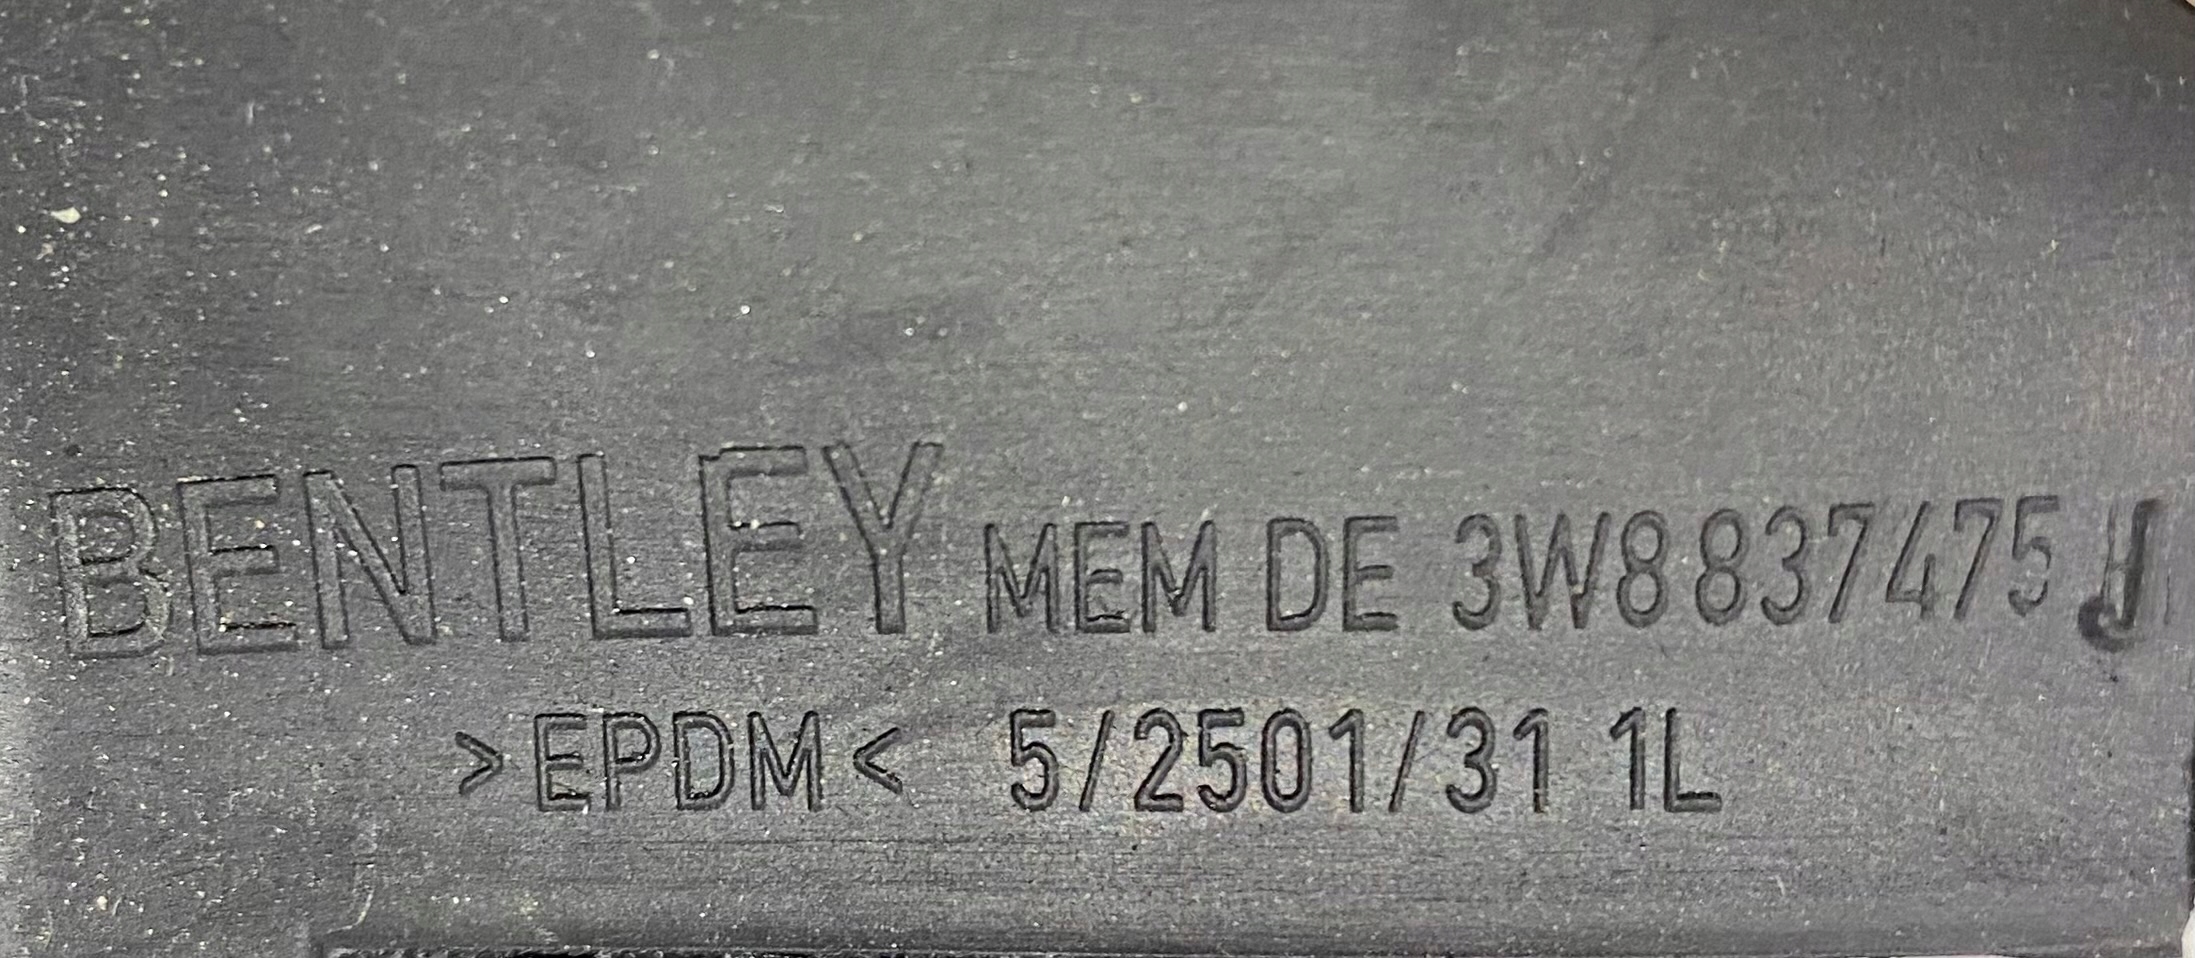 BENTLEY MEM DE 3W8837475
>EPDM< 5/2501/31 1L